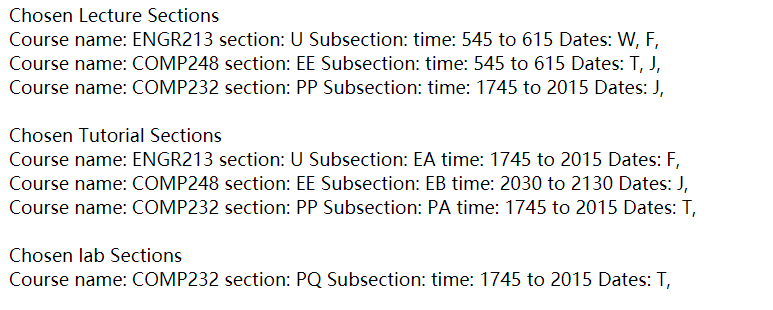 Chosen Lecture Sections
Course name: ENGR213 section: U Subsection: time: 545 to 615 Dates: W, F,
Course name: COMP248 section: EE Subsection: time: 545 to 615 Dates: T, J,
Course name: COMP232 section: PP Subsection: time: 1745 to 2015 Dates: J,
Chosen Tutorial Sections
Course name: ENGR213 section: U Subsection: EA time: 1745 to 2015 Dates: F,
Course name: COMP248 section: EE Subsection: EB time: 2030 to 2130 Dates: J,
Course name: COMP232 section: PP Subsection: PA time: 1745 to 2015 Dates: T,
Chosen lab Sections
Course name: COMP232 section: PQ Subsection: time: 1745 to 2015 Dates: T,